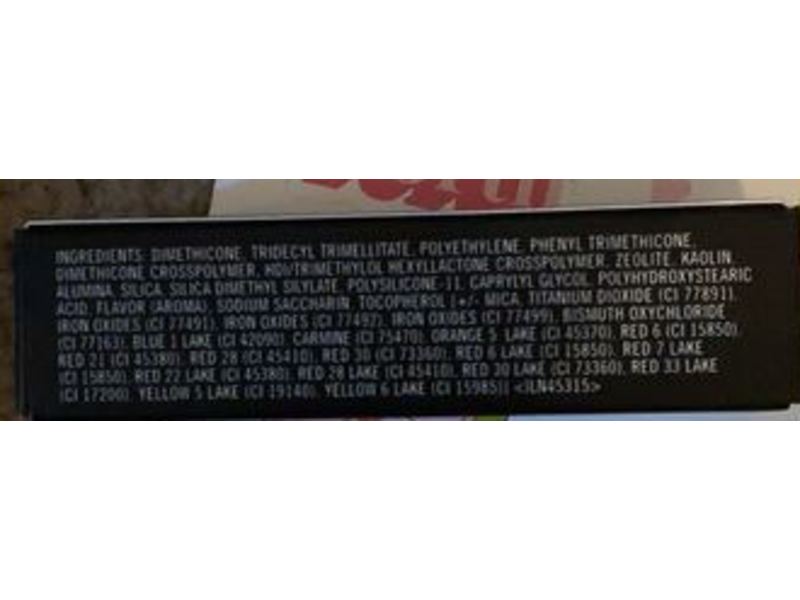 INGREDIENTS: DIMETHICONE, TRIDECYL TRIMELLITATE, POLYETHYLENE, PHENYL TRIMETHICONE,
DIMETHICONE CROSSPOLYMER, HDI/TRIMETHYLOL HEXYLLACTONE CROSSPOLYMER, ZEOLITE, KAOLIN,
ALUMINA, SILICA, SILICA DIMETHYL SILYLATE, POLYSILICONE 11, CAPRYLYL GLYCOL, POLYHYDROXYSTEARIC
ACID, FLAVOR (AROMA), SODIUM SACCHARIN, TOCOPHEROL [+/- MICA, TITANIUM DIOXIDE (CI 77891),
IRON OXIDES (CI 77491), IRON OXIDES (CI 77492), IRON OXIDES (CI 77499), BISMUTH OXYCHLORIDE
(CI 77163), BLUE 1 LAKE (CI 42090), CARMINE (CI 75470), ORANGE 5 LAKE (CI 45370), RED 6 (CI 15850),
RED 21 (CI 45380), RED 28 (CI 45410), RED 30 (CI 73360), RED 6 LAKE (CI 15850), RED 7 LAKE
(CI 15850), RED 22 LAKE (CI 45380), RED 28 LAKE (CI 45410), RED 30 LAKE (CI 73360), RED 33 LAKE
(CI 17200), YELLOW 5 LAKE (CI 19140), YELLOW 6 LAKE (CI 15985)] <ILN45315>